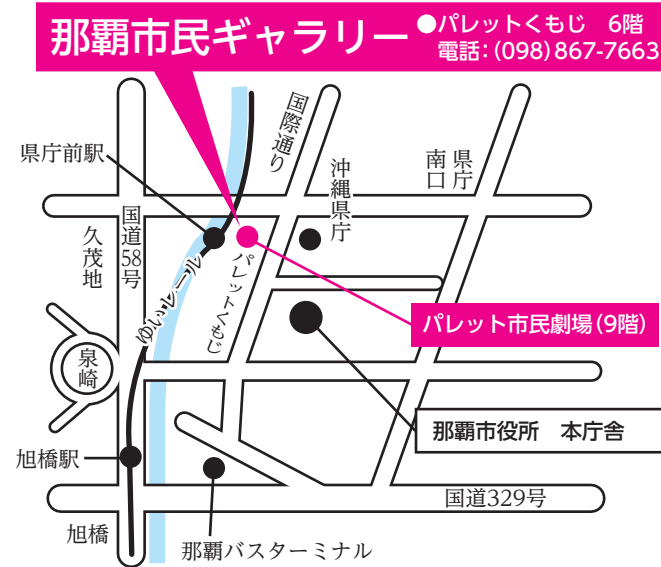 那覇市民ギャラリー
●パレットくもじ　6階
電話：(098)867-7663
国際通り
県庁前駅
沖縄県庁
県庁
南口
国道58号
久茂地
ゆいレール
パレットくもじ
パレット市民劇場(9階)
泉崎
那覇市役所　本庁舎
旭橋駅
国道329号
旭橋
那覇バスターミナル